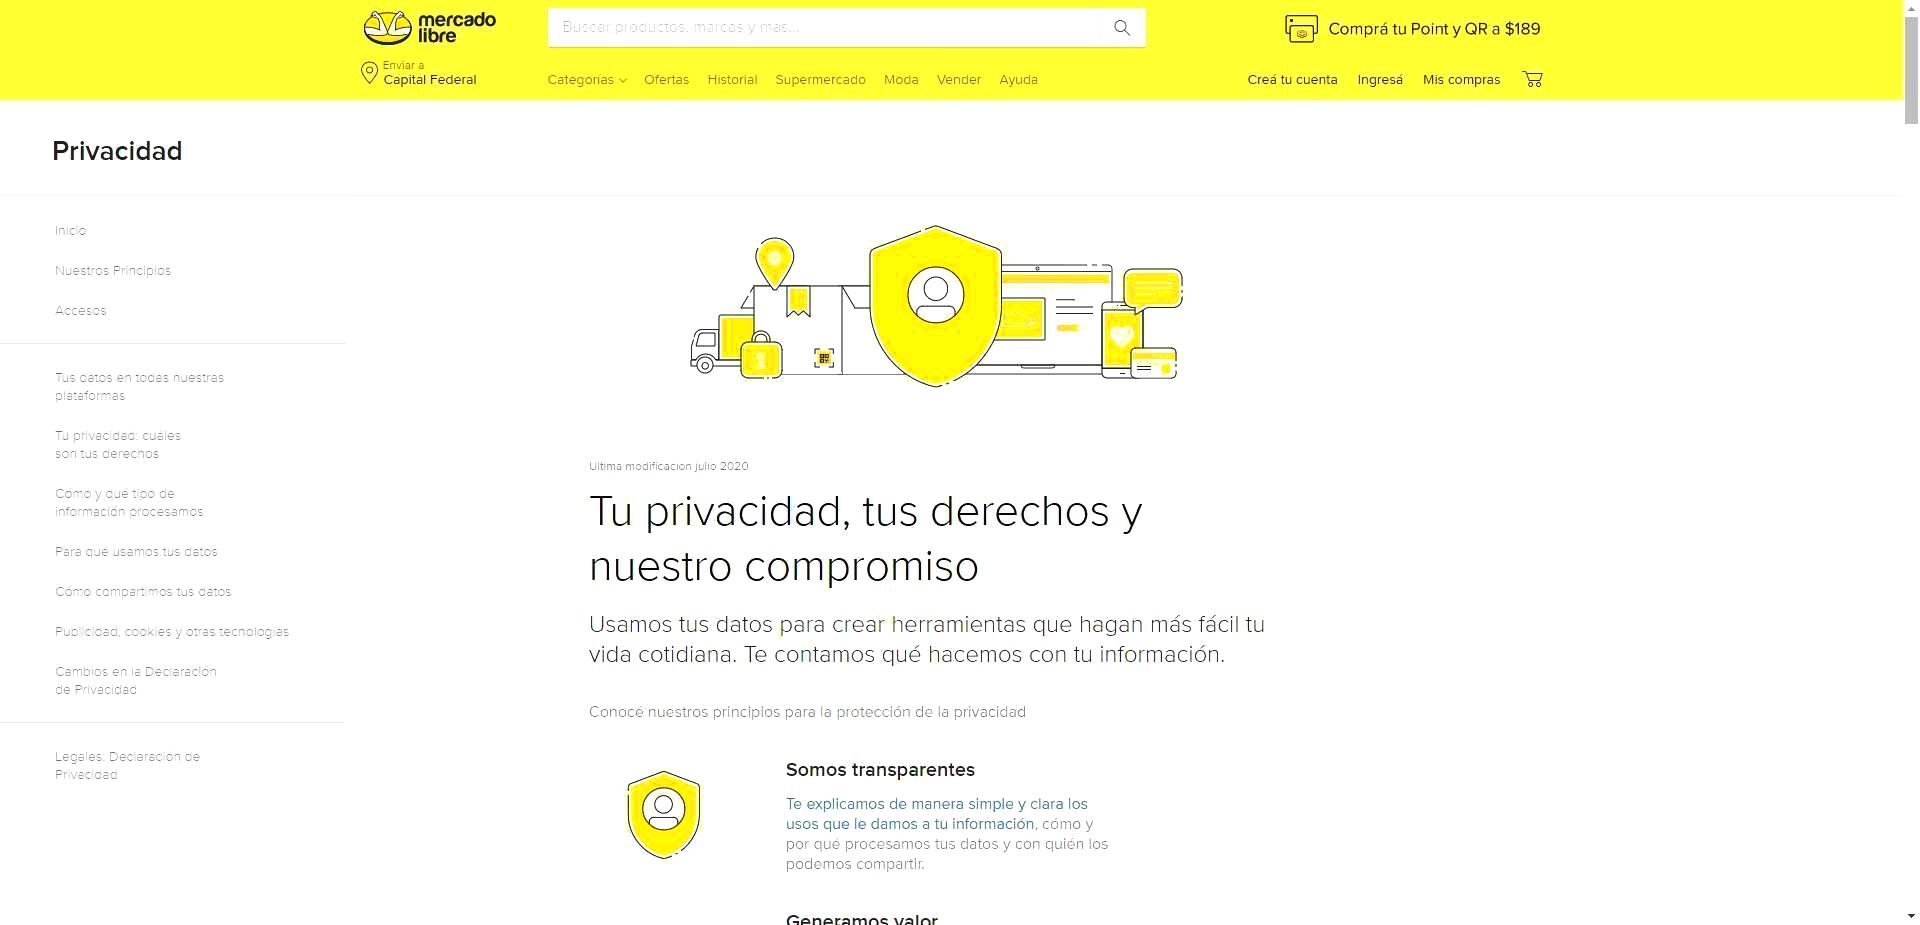 mercado
libre
Buscar productos, marcas y más...
Comprá tu Point y QR a $189
Enviar a
Capital Federal
Categorías
Ofertas
Historial
Supermercado
Moda
Vender
Ayuda
Creá tu cuenta
Ingresá
Mis compras
Privacidad
Inicio
Nuestros Principios
Accesos
Tus datos en todas nuestras
plataformas
Tu privacidad: cuáles
son tus derechos
Cómo y qué tipo de
información procesamos
Para qué usamos tus datos
Cómo compartimos tus datos
Publicidad, cookies y otras tecnologías
Cambios en la Declaración
de Privacidad
Legales: Declaración de
Privacidad
Ultima modificación julio 2020
Tu privacidad, tus derechos y
nuestro compromiso
Usamos tus datos para crear herramientas que hagan más fácil tu
vida cotidiana. Te contamos qué hacemos con tu información.
Conocé nuestros principios para la protección de la privacidad
Somos transparentes
Te explicamos de manera simple y clara los
usos que le damos a tu información, cómo y
por qué procesamos tus datos y con quién los
podemos compartir.
Generamos valor